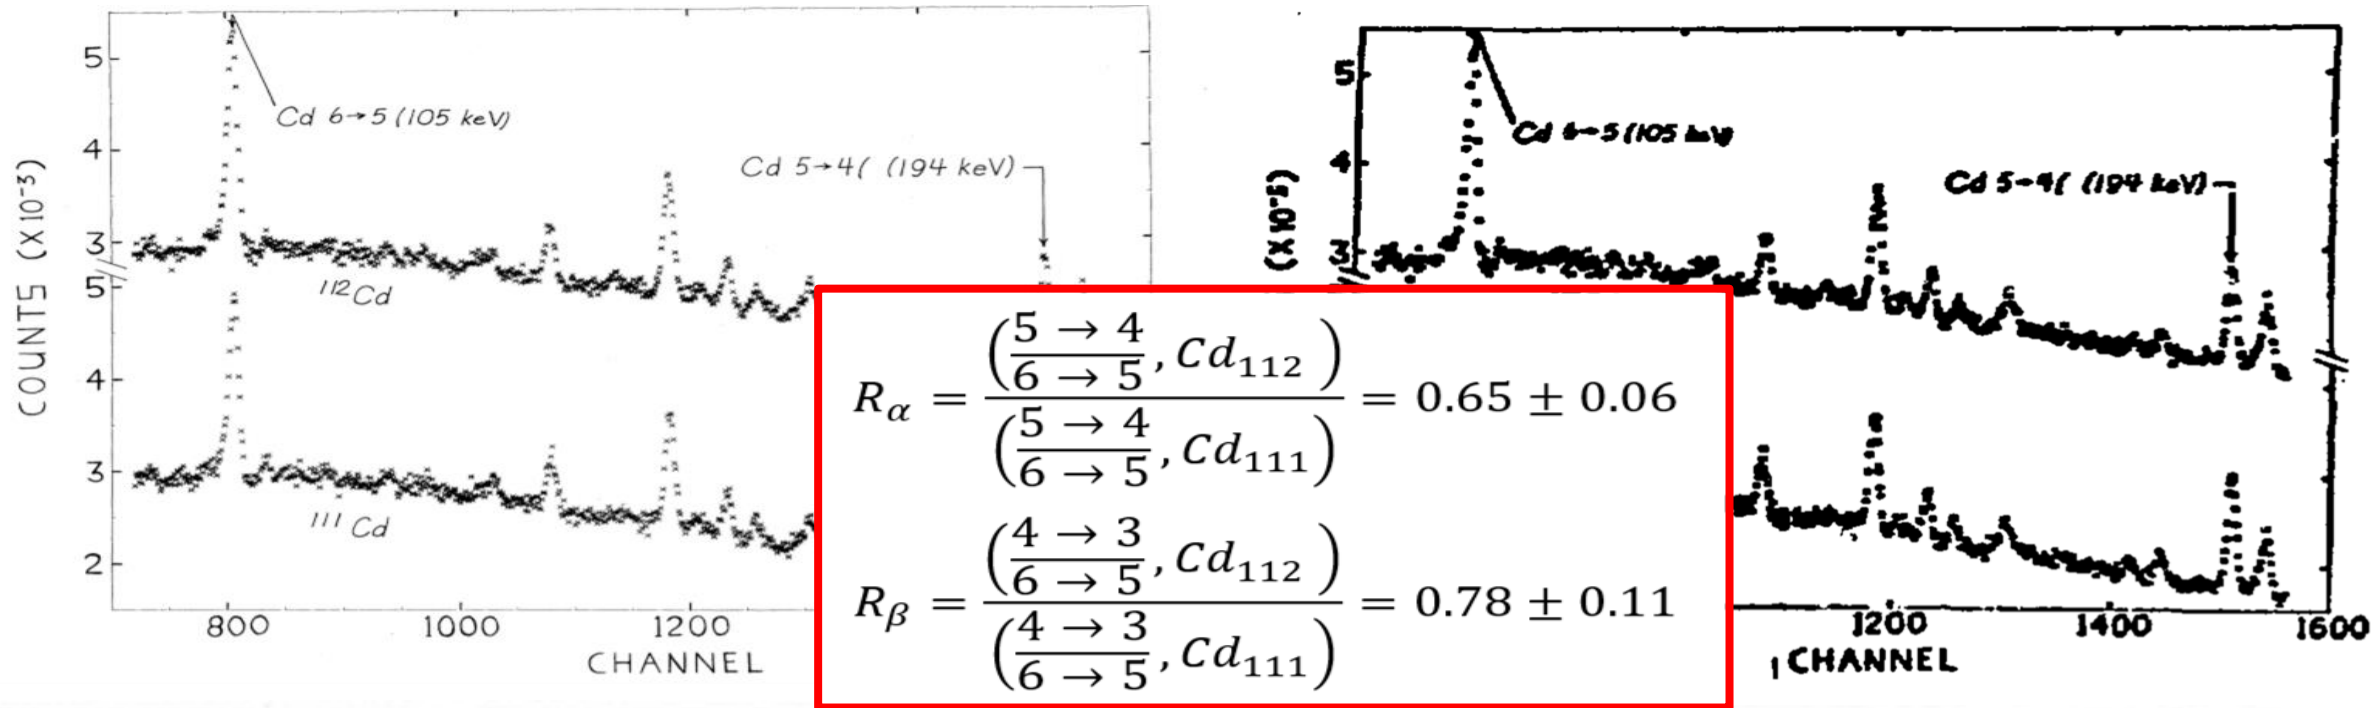 COUNTS (X10⁻³)
5
4
3
5
4
3
2
Cd 6→5 (105 keV)
Cd 5→4( (194 keV)
¹¹²Cd
¹¹¹Cd
800 1000 1200
CHANNEL
R_α = (5 → 4 / 6 → 5, Cd₁₁₂) / (5 → 4 / 6 → 5, Cd₁₁₁) = 0.65 ± 0.06
R_β = (4 → 3 / 6 → 5, Cd₁₁₂) / (4 → 3 / 6 → 5, Cd₁₁₁) = 0.78 ± 0.11
(X10⁻⁵)
5
4
3
Cd 6→5 (105 keV)
Cd 5→4( (194 keV)
1200 1400 1600
CHANNEL